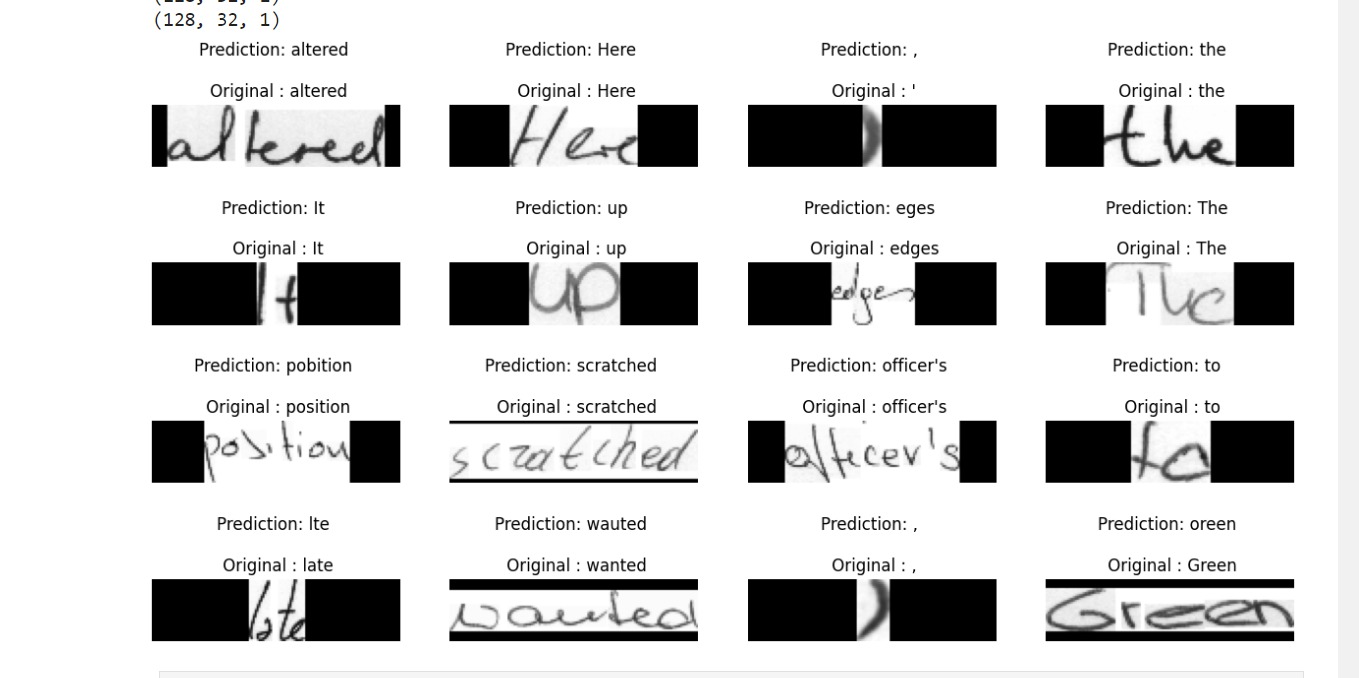 (128, 32, 1)
Prediction: altered Prediction: Here Prediction: , Prediction: the
Original : altered Original : Here Original : ' Original : the
altered Here ) the
Prediction: It Prediction: up Prediction: eges Prediction: The
Original : It Original : up Original : edges Original : The
It up edges The
Prediction: pobition Prediction: scratched Prediction: officer's Prediction: to
Original : position Original : scratched Original : officer's Original : to
position scratched officer's to
Prediction: lte Prediction: wauted Prediction: , Prediction: oreen
Original : late Original : wanted Original : , Original : Green
late wanted , Green